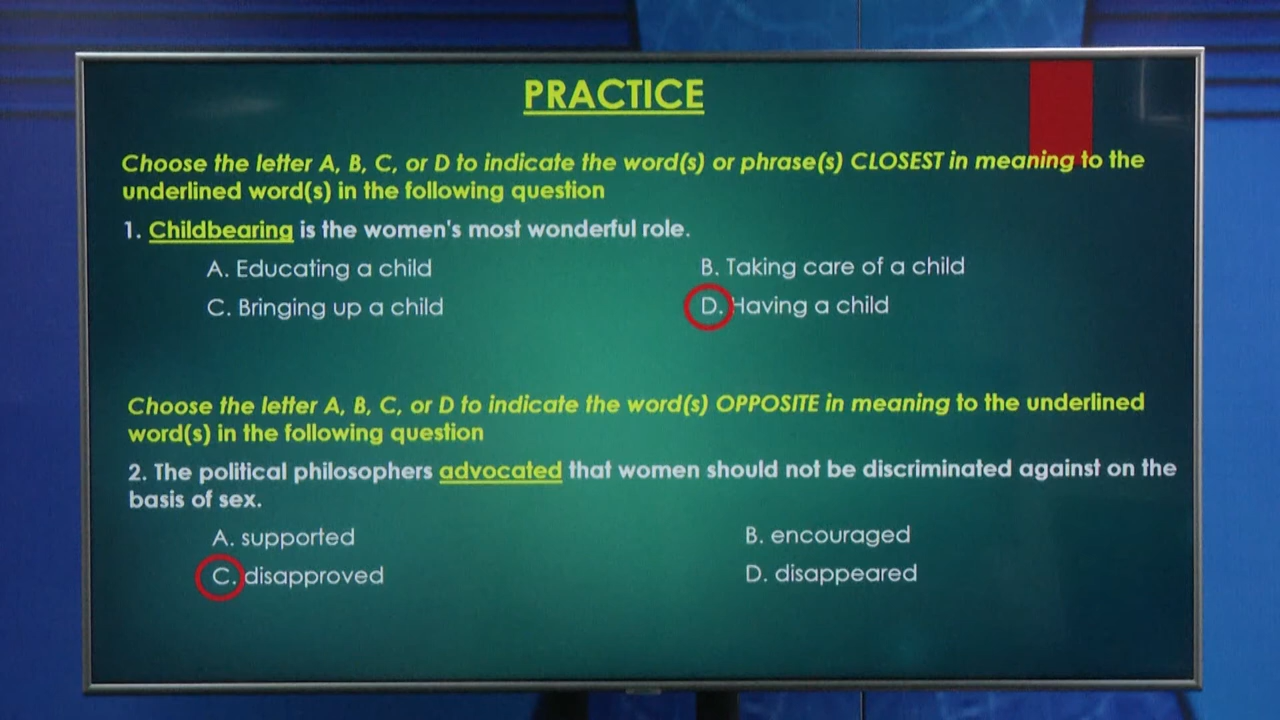 PRACTICE
Choose the letter A, B, C, or D to indicate the word(s) or phrase(s) CLOSEST in meaning to the
underlined word(s) in the following question
1. Childbearing is the women's most wonderful role.
A. Educating a child
B. Taking care of a child
C. Bringing up a child
D. Having a child
Choose the letter A, B, C, or D to indicate the word(s) OPPOSITE in meaning to the underlined
word(s) in the following question
2. The political philosophers advocated that women should not be discriminated against on the
basis of sex.
A. supported
B. encouraged
C. disapproved
D. disappeared